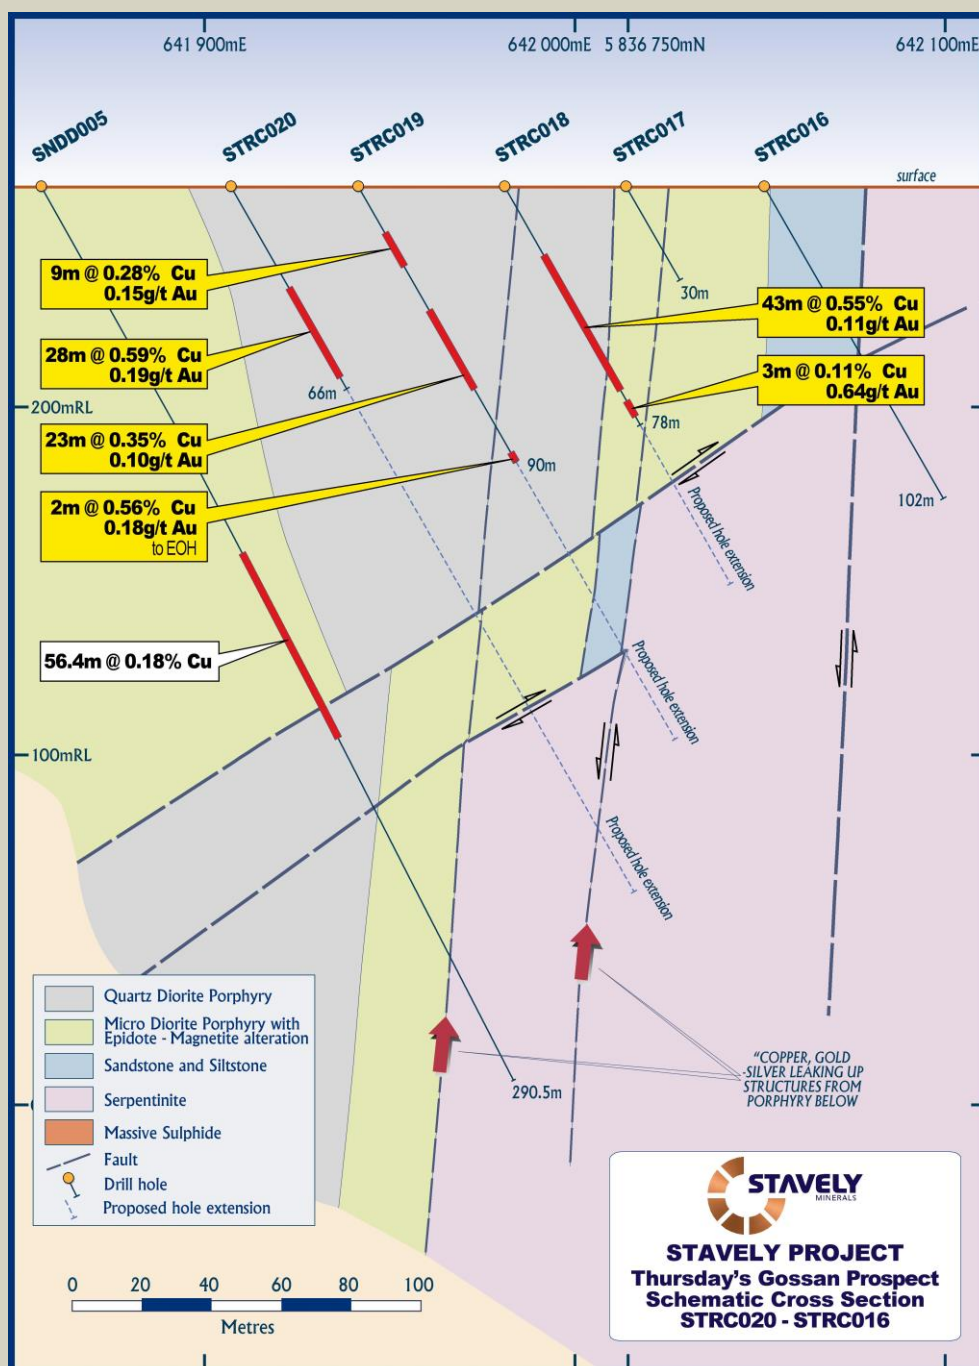 641 900mE
642 000mE
5 836 750mN
642 100mE
SNDD005
STRC020
STRC019
STRC018
STRC017
STRC016
surface
9m @ 0.28% Cu
0.15g/t Au
28m @ 0.59% Cu
0.19g/t Au
23m @ 0.35% Cu
0.10g/t Au
2m @ 0.56% Cu
0.18g/t Au
to EOH
56.4m @ 0.18% Cu
43m @ 0.55% Cu
0.11g/t Au
3m @ 0.11% Cu
0.64g/t Au
30m
66m
78m
90m
102m
290.5m
200mRL
100mRL
Proposed hole extension
Proposed hole extension
Proposed hole extension
"COPPER, GOLD
-SILVER LEAKING UP
STRUCTURES FROM
PORPHYRY BELOW
Quartz Diorite Porphyry
Micro Diorite Porphyry with
Epidote - Magnetite alteration
Sandstone and Siltstone
Serpentinite
Massive Sulphide
Fault
Drill hole
Proposed hole extension
0 20 40 60 80 100
Metres
STAVELY
MINERALS
STAVELY PROJECT
Thursday's Gossan Prospect
Schematic Cross Section
STRC020 - STRC016